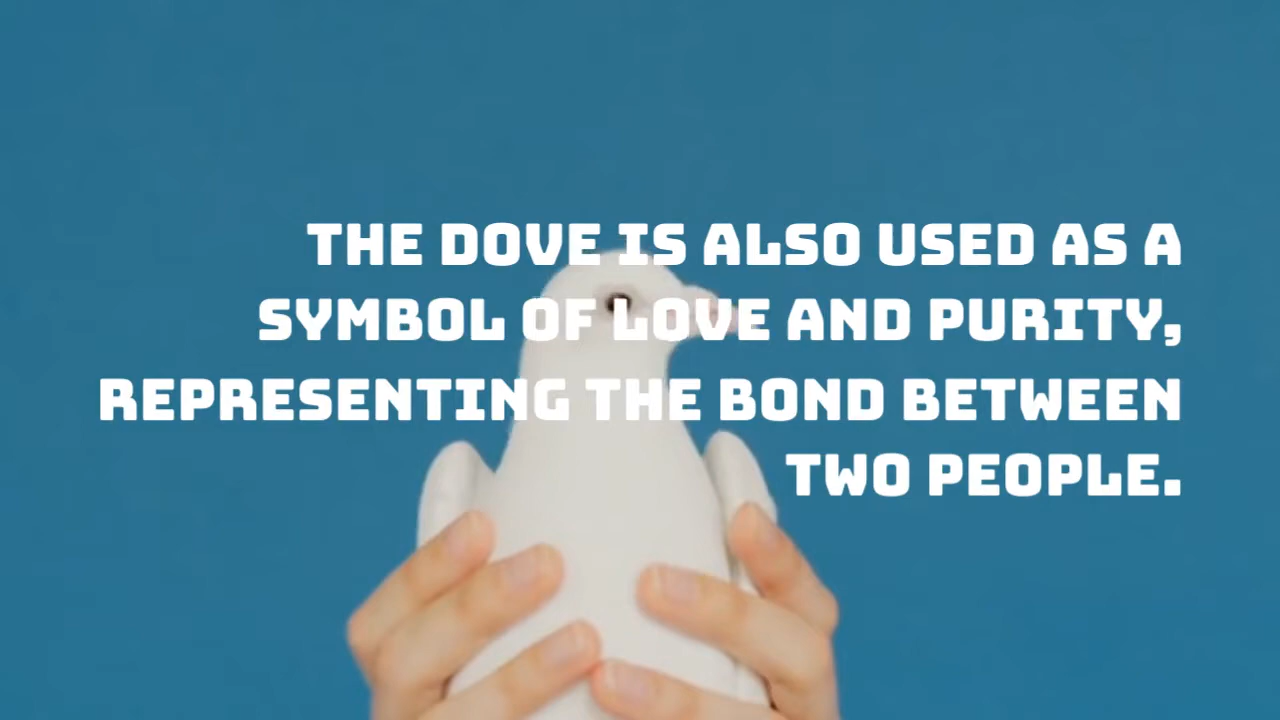 THE DOVE IS ALSO USED AS A
SYMBOL OF LOVE AND PURITY,
REPRESENTING THE BOND BETWEEN
TWO PEOPLE.